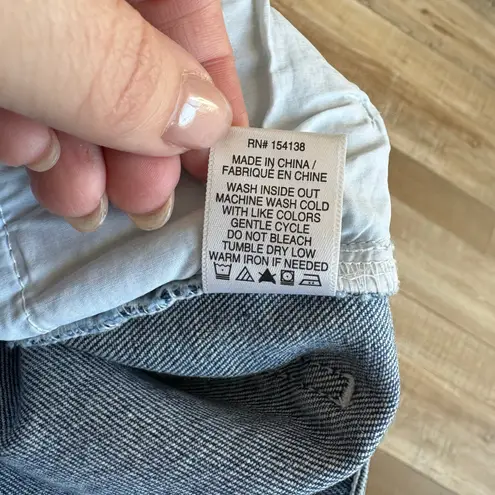 RN# 154138
MADE IN CHINA /
FABRIQUÉ EN CHINE
WASH INSIDE OUT
MACHINE WASH COLD
WITH LIKE COLORS
GENTLE CYCLE
DO NOT BLEACH
TUMBLE DRY LOW
WARM IRON IF NEEDED